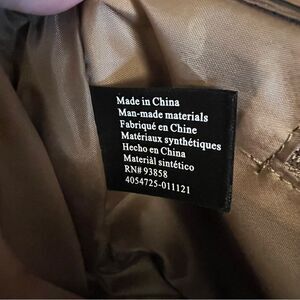 Made in China
Man-made materials
Fabriqué en Chine
Matériaux synthétiques
Hecho en China
Materiàl sintético
RN# 93858
4054725-011121